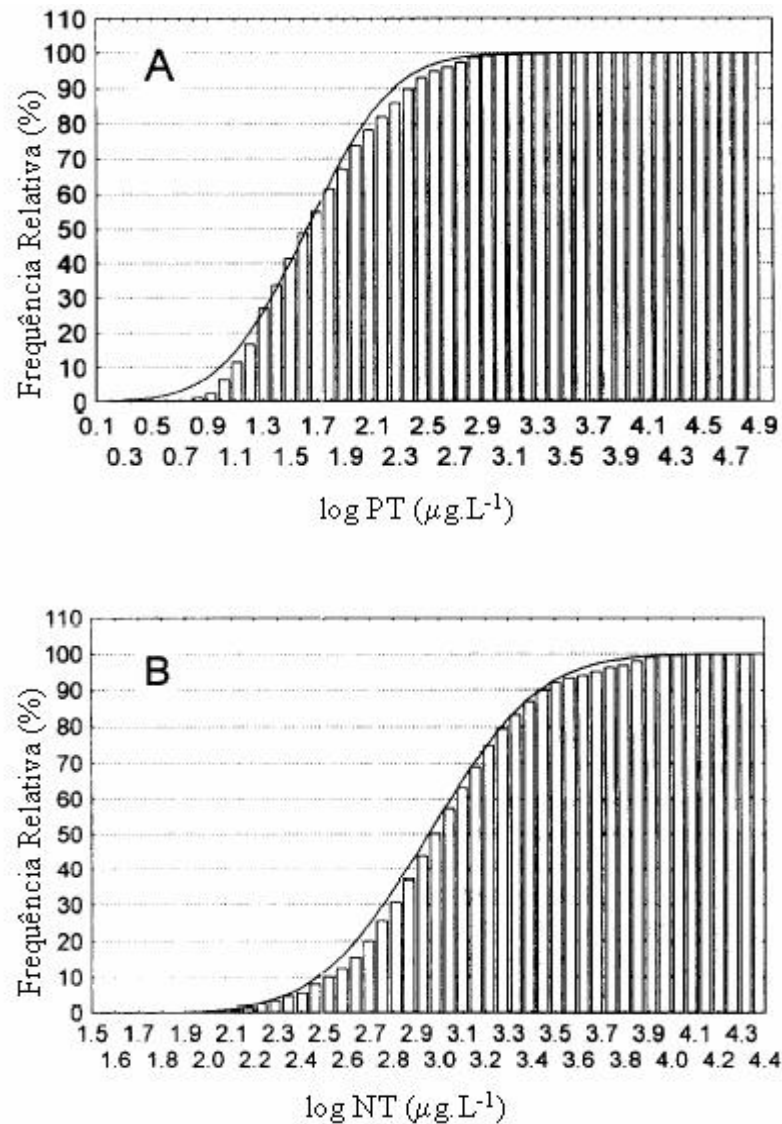 110
100
90
80
70
60
50
40
30
20
10
0
A
Frequência Relativa (%)
0.1 0.5 0.9 1.3 1.7 2.1 2.5 2.9 3.3 3.7 4.1 4.5 4.9
0.3 0.7 1.1 1.5 1.9 2.3 2.7 3.1 3.5 3.9 4.3 4.7
log PT (µg.L-1)
110
100
90
80
70
60
50
40
30
20
10
0
B
Frequência Relativa (%)
1.5 1.7 1.9 2.1 2.3 2.5 2.7 2.9 3.1 3.3 3.5 3.7 3.9 4.1 4.3
1.6 1.8 2.0 2.2 2.4 2.6 2.8 3.0 3.2 3.4 3.6 3.8 4.0 4.2 4.4
log NT (µg.L-1)